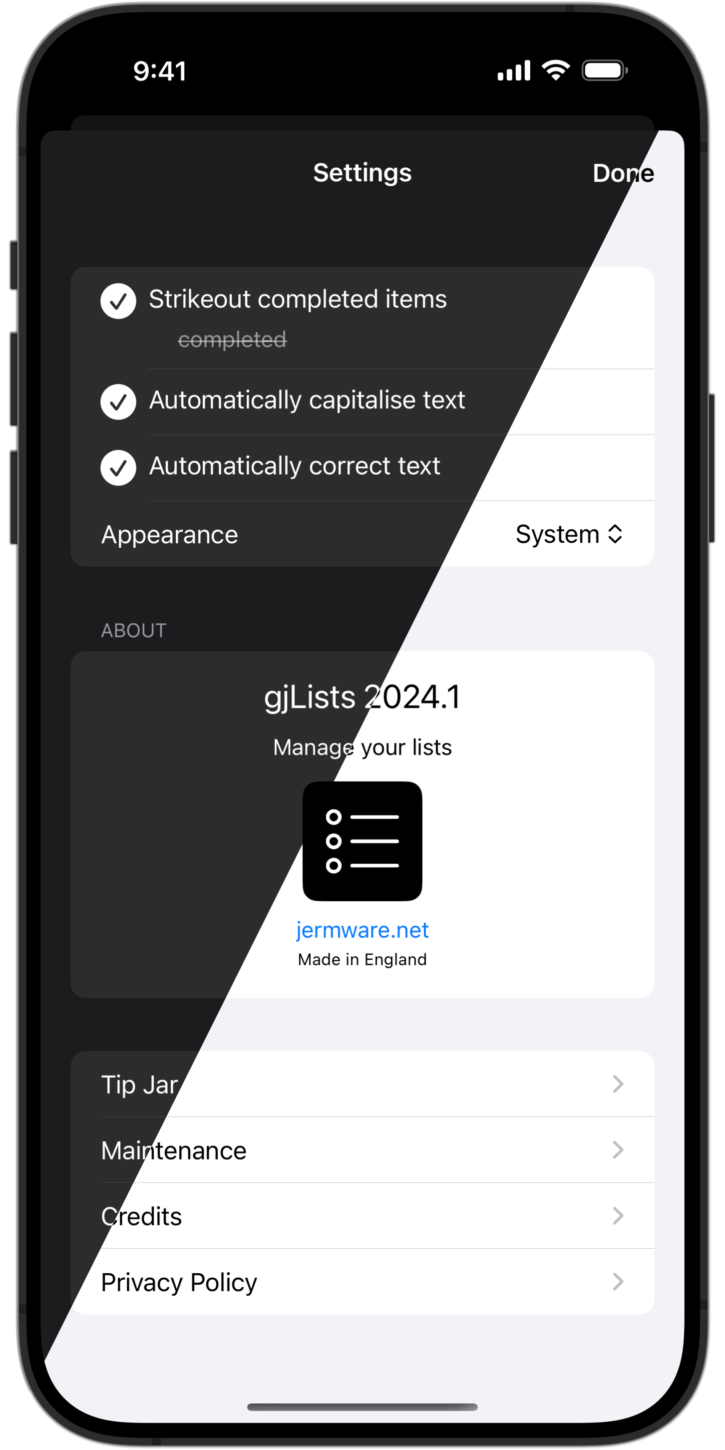 9:41
Settings
Done
Strikeout completed items
completed
Automatically capitalise text
Automatically correct text
Appearance
System
ABOUT
gjLists 2024.1
Manage your lists
jermware.net
Made in England
Tip Jar
Maintenance
Credits
Privacy Policy